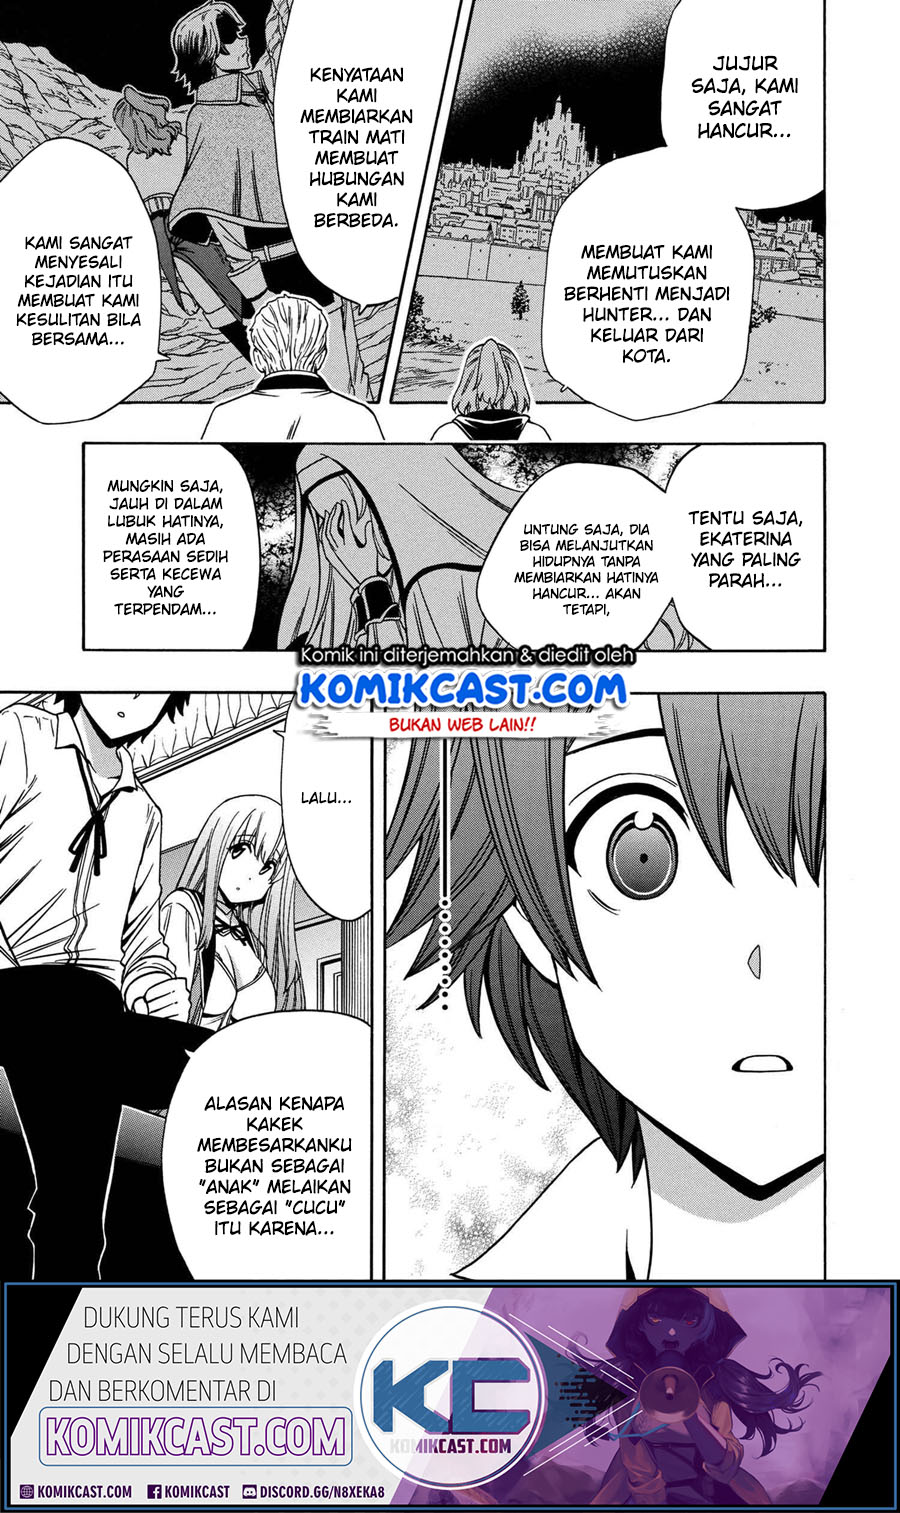 JUJUR
SAJA, KAMI
SANGAT
HANCUR...
MEMBUAT KAMI
MEMUTUSKAN
BERHENTI MENJADI
HUNTER... DAN
KELUAR DARI
KOTA.
KENYATAAN
KAMI
MEMBIARKAN
TRAIN MATI
MEMBUAT
HUBUNGAN
KAMI
BERBEDA.
KAMI SANGAT
MENYESALI
KEJADIAN ITU
MEMBUAT KAMI
KESULITAN BILA
BERSAMA...
TENTU SAJA,
EKATERINA
YANG PALING
PARAH...
UNTUNG SAJA, DIA
BISA MELANJUTKAN
HIDUPNYA TANPA
MEMBIARKAN HATINYA
HANCUR... AKAN
TETAPI,
MUNGKIN SAJA,
JAUH DI DALAM
LUBUK HATINYA,
MASIH ADA
PERASAAN SEDIH
SERTA KECEWA
YANG
TERPENDAM...
Komik ini diterjemahkan & diedit oleh
KOMIKCAST.COM
BUKAN WEB LAIN!!
LALU...
ALASAN KENAPA
KAKEK
MEMBESARKANKU
BUKAN SEBAGAI
"ANAK" MELAIKAN
SEBAGAI "CUCU"
ITU KARENA...
DUKUNG TERUS KAMI
DENGAN SELALU MEMBACA
DAN BERKOMENTAR DI
KOMIKCAST.COM
KOMIKCAST.COM
KOMIKCAST
DISCORD.GG/N8XEKA8
KC
KOMIKCAST.COM